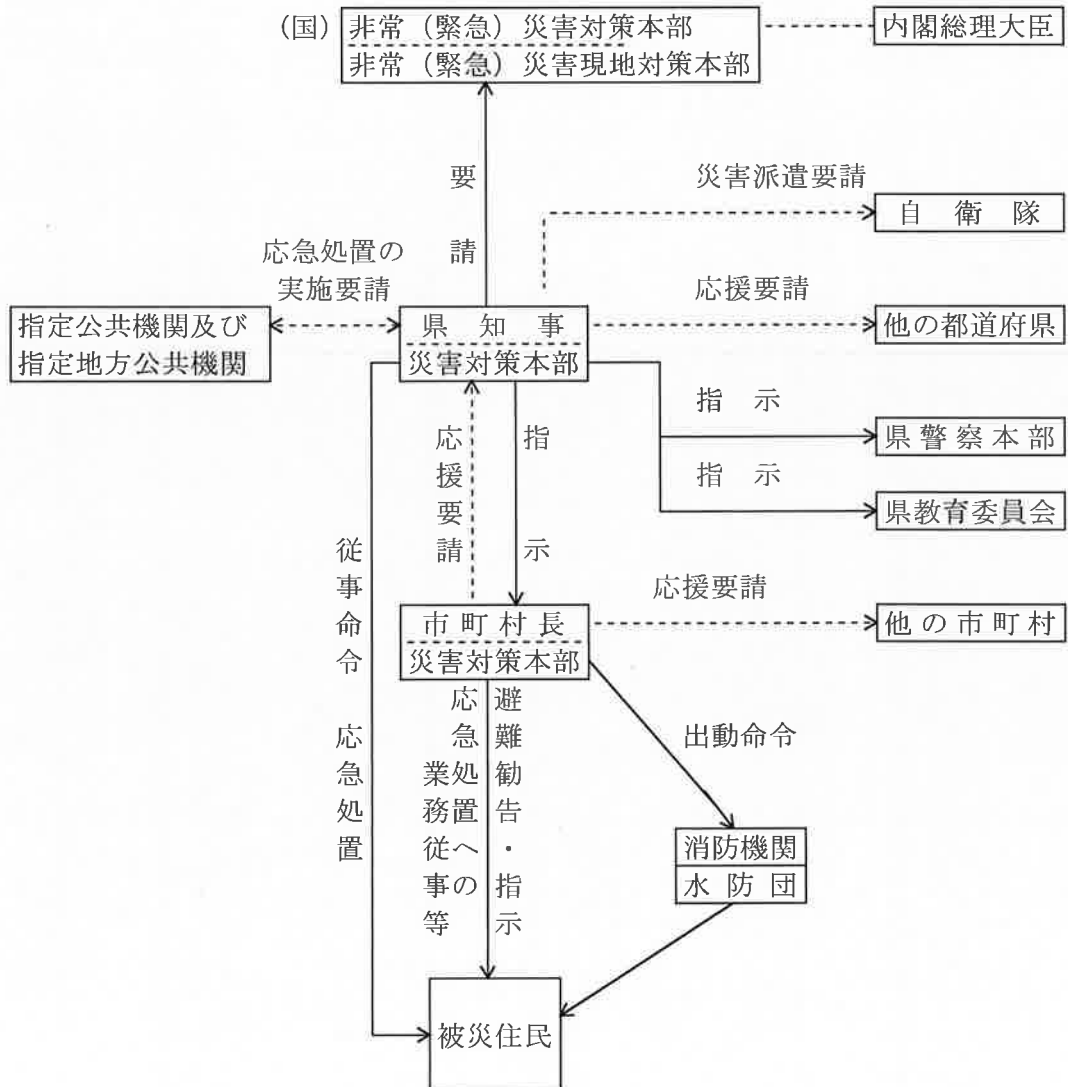 (国)
非常（緊急）災害対策本部
非常（緊急）災害現地対策本部
内閣総理大臣
要請
災害派遣要請
自衛隊
応急処置の
実施要請
応援要請
指定公共機関及び
指定地方公共機関
県知事
災害対策本部
他の都道府県
指示
県警察本部
指示
県教育委員会
応援要請
指示
従事命令 応急処置
市町村長
災害対策本部
応援要請
他の市町村
避難勧告・指示
応急処置への
業務従事等
出動命令
消防機関
水防団
被災住民